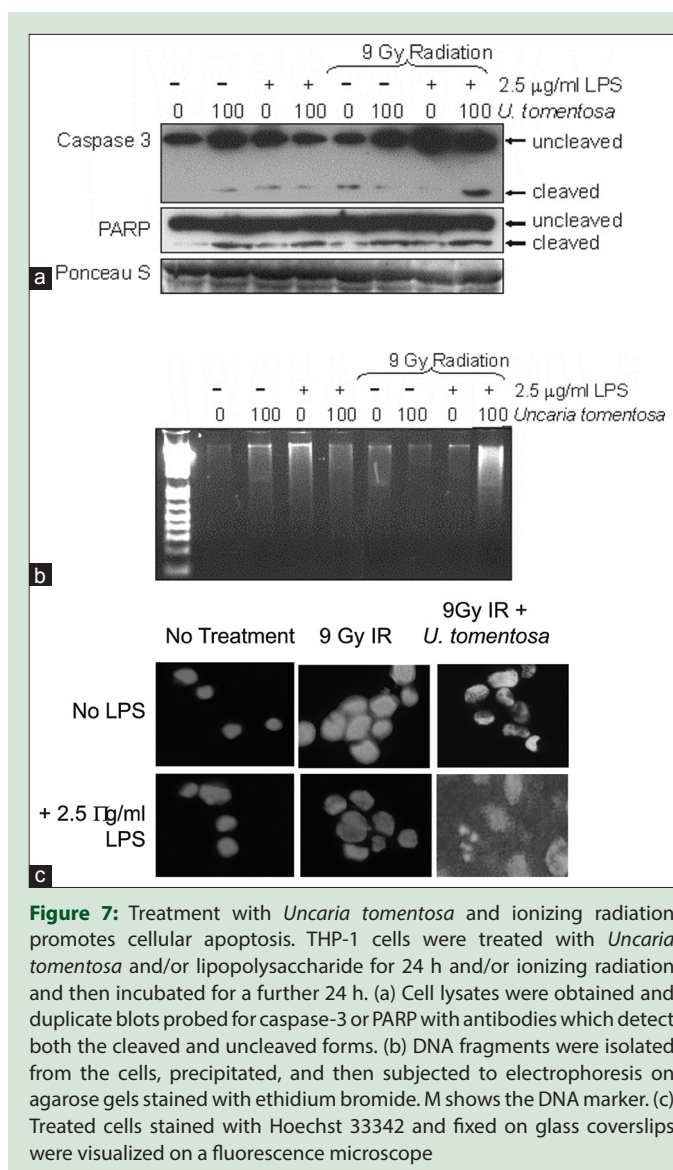 9 Gy Radiation
− − + + − − + + 2.5 µg/ml LPS
0 100 0 100 0 100 0 100 U. tomentosa
Caspase 3
uncleaved
cleaved
PARP
uncleaved
cleaved
a
Ponceau S
9 Gy Radiation
− − + + − − + + 2.5 µg/ml LPS
0 100 0 100 0 100 0 100 Uncaria tomentosa
b
No Treatment
9 Gy IR
9Gy IR +
U. tomentosa
No LPS
+ 2.5 Πg/ml
LPS
c
Figure 7: Treatment with Uncaria tomentosa and ionizing radiation
promotes cellular apoptosis. THP-1 cells were treated with Uncaria
tomentosa and/or lipopolysaccharide for 24 h and/or ionizing radiation
and then incubated for a further 24 h. (a) Cell lysates were obtained and
duplicate blots probed for caspase-3 or PARP with antibodies which detect
both the cleaved and uncleaved forms. (b) DNA fragments were isolated
from the cells, precipitated, and then subjected to electrophoresis on
agarose gels stained with ethidium bromide. M shows the DNA marker. (c)
Treated cells stained with Hoechst 33342 and fixed on glass coverslips
were visualized on a fluorescence microscope